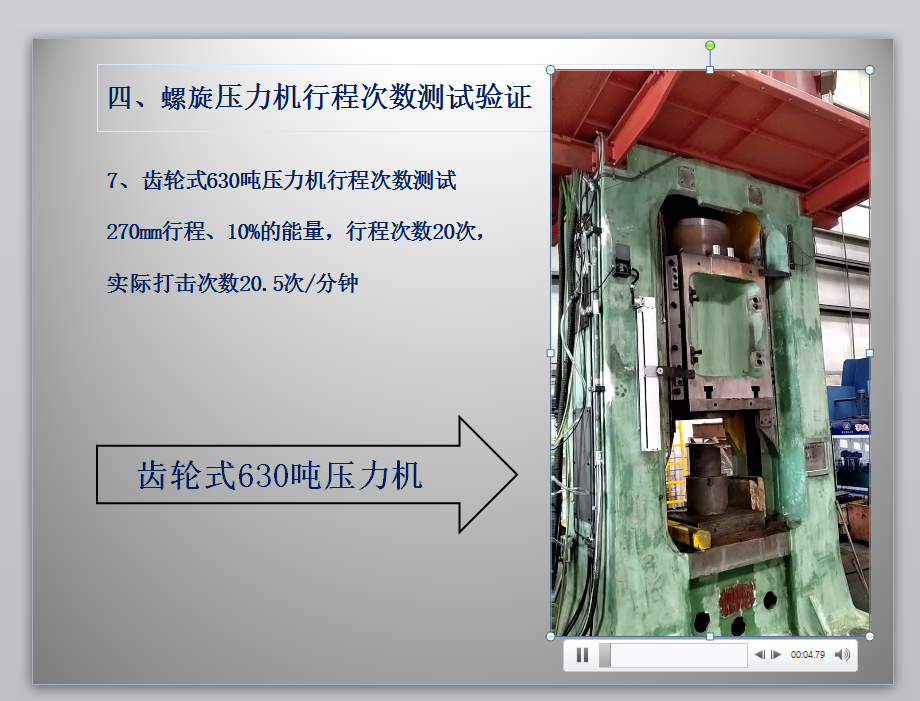 四、螺旋压力机行程次数测试验证
7、齿轮式630吨压力机行程次数测试
270mm行程、10%的能量，行程次数20次，
实际打击次数20.5次/分钟
齿轮式630吨压力机
00:04.79